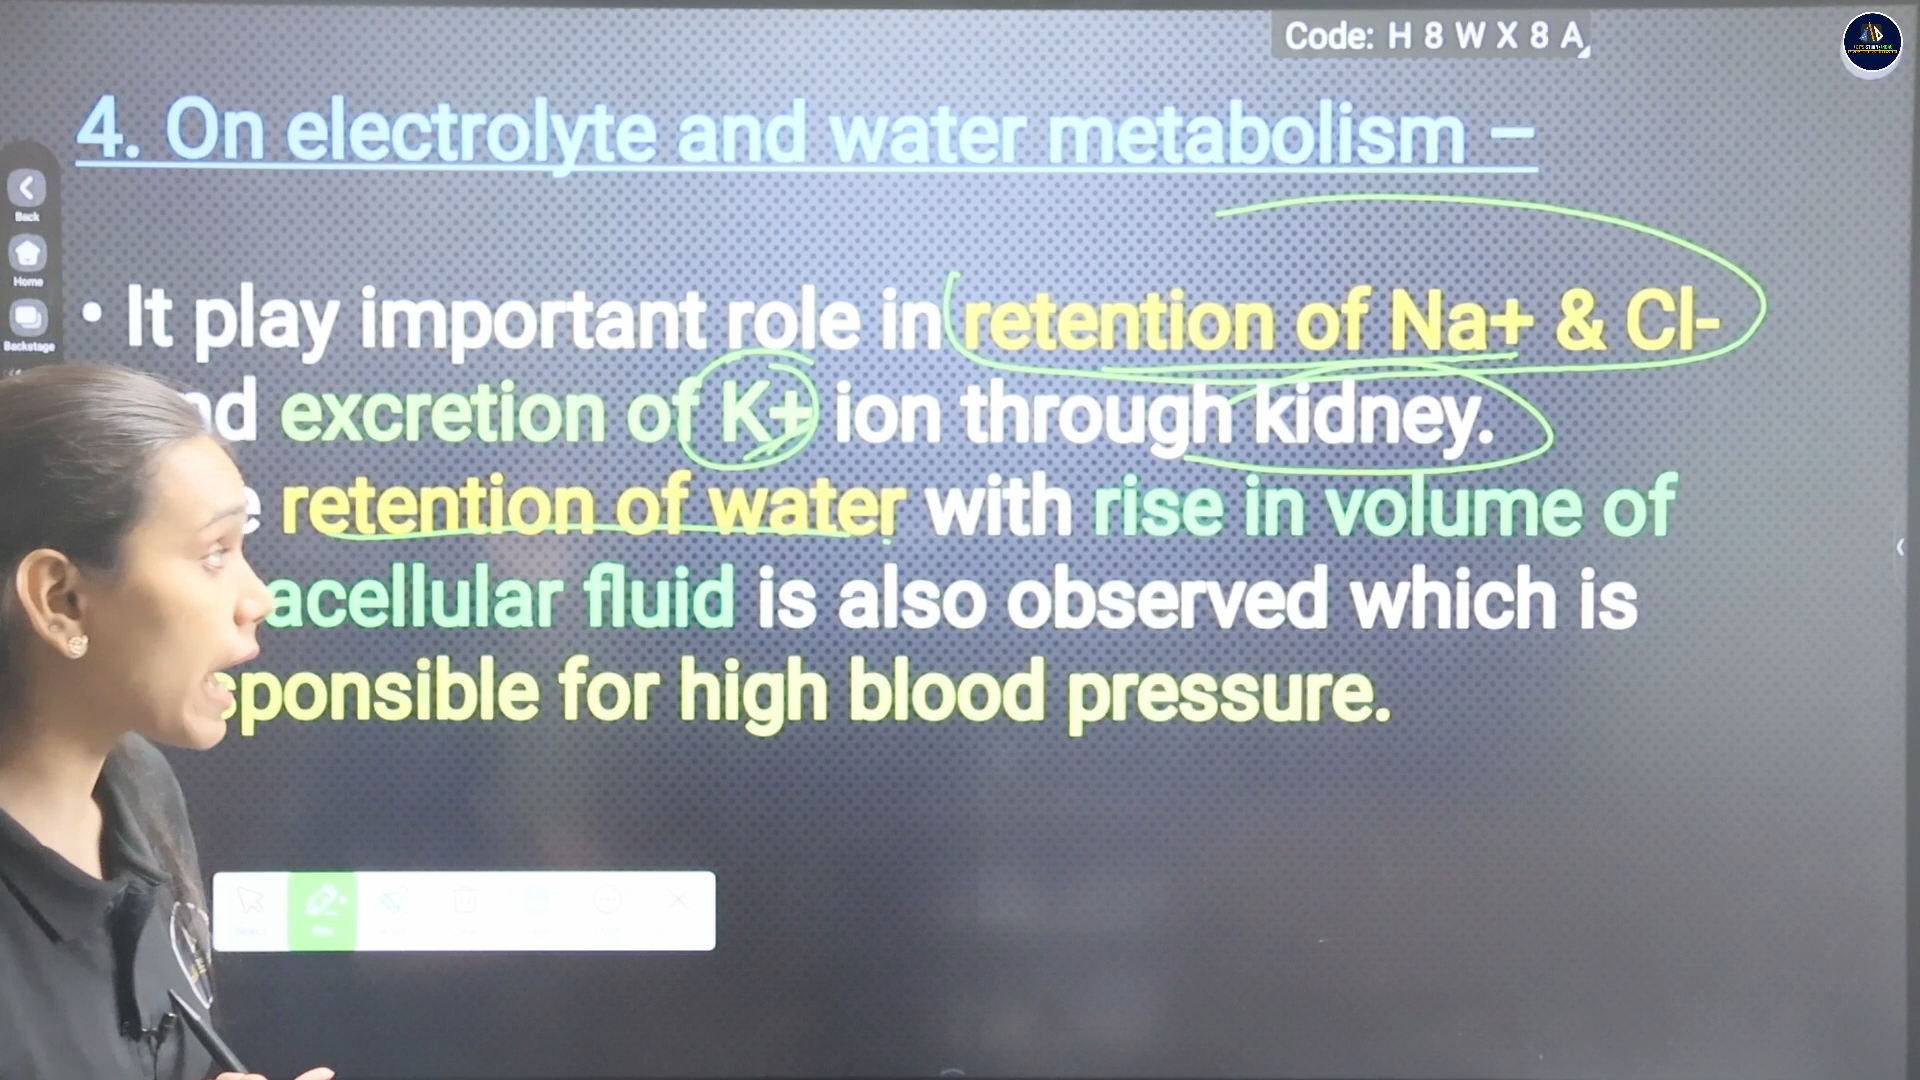 Code: H 8 W X 8 A
4. On electrolyte and water metabolism –
• It play important role in retention of Na+ & Cl-
nd excretion of K+ ion through kidney.
e retention of water with rise in volume of
acellular fluid is also observed which is
sponsible for high blood pressure.
Back
Home
Backstage